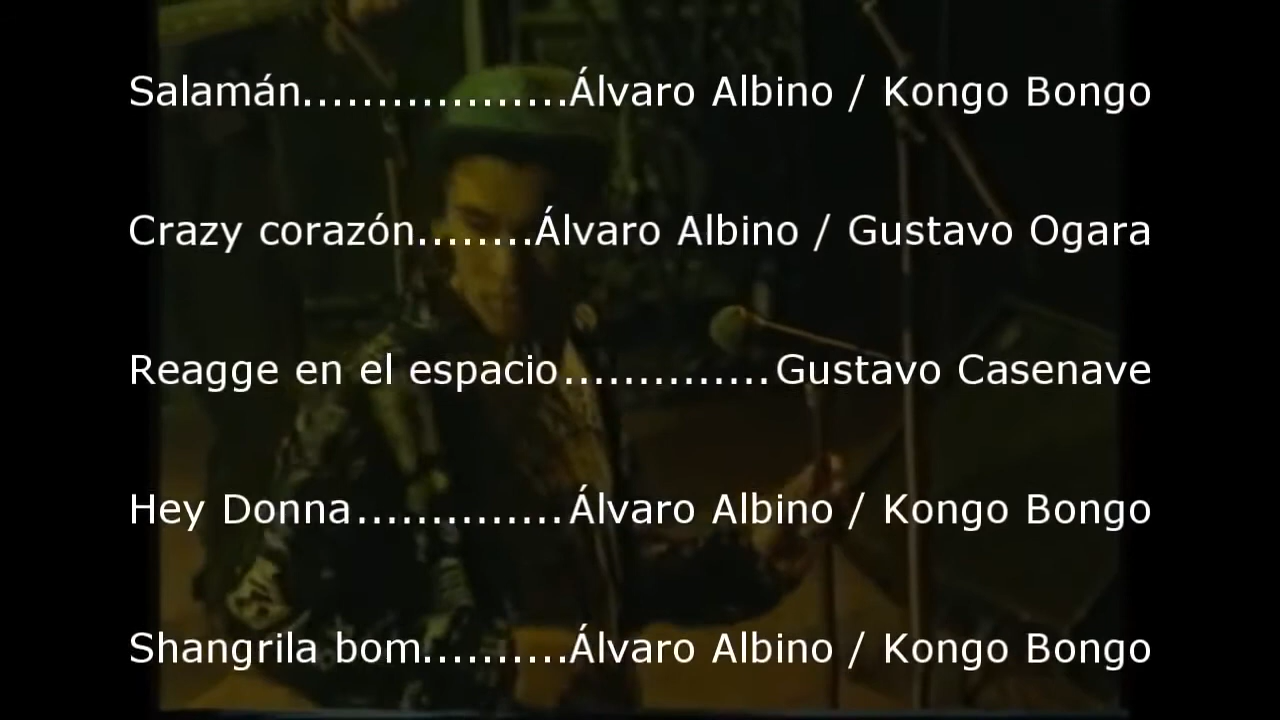 Salamán..................Álvaro Albino / Kongo Bongo
Crazy corazón........Álvaro Albino / Gustavo Ogara
Reagge en el espacio..............Gustavo Casenave
Hey Donna..............Álvaro Albino / Kongo Bongo
Shangrila bom..........Álvaro Albino / Kongo Bongo